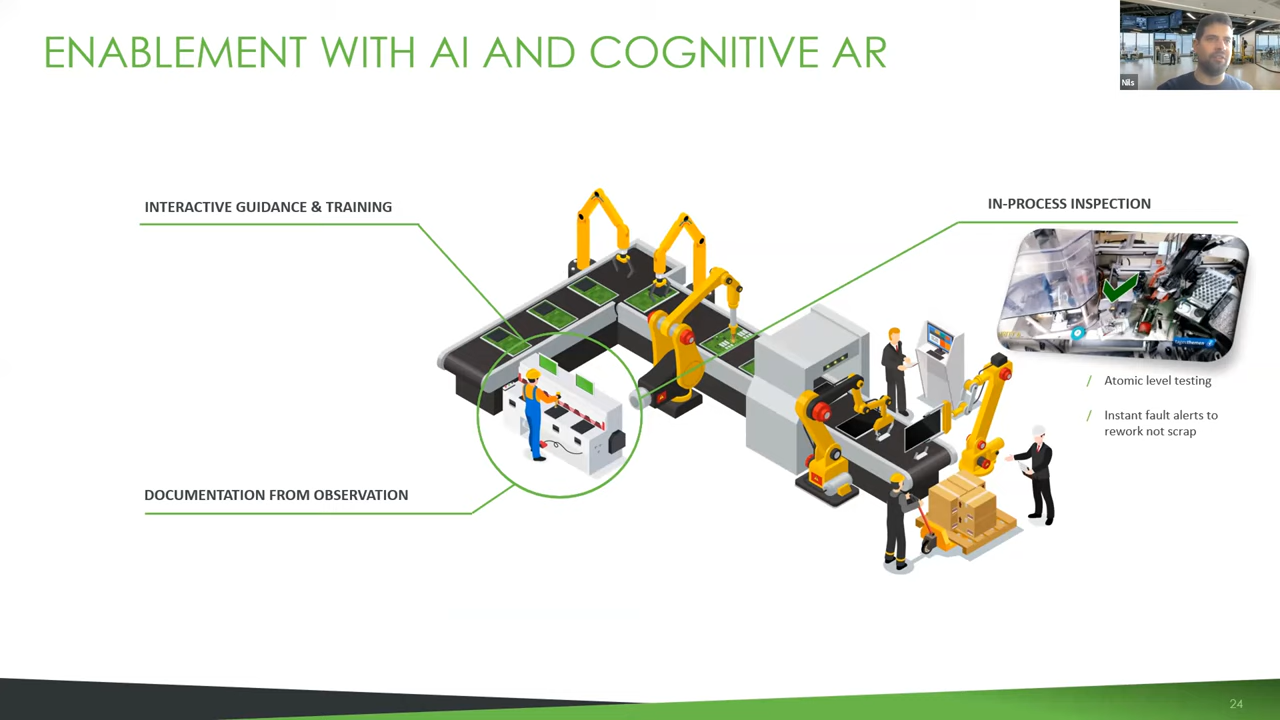 ENABLEMENT WITH AI AND COGNITIVE AR
Nils
INTERACTIVE GUIDANCE & TRAINING
IN-PROCESS INSPECTION
/ Atomic level testing
/ Instant fault alerts to
rework not scrap
DOCUMENTATION FROM OBSERVATION
24